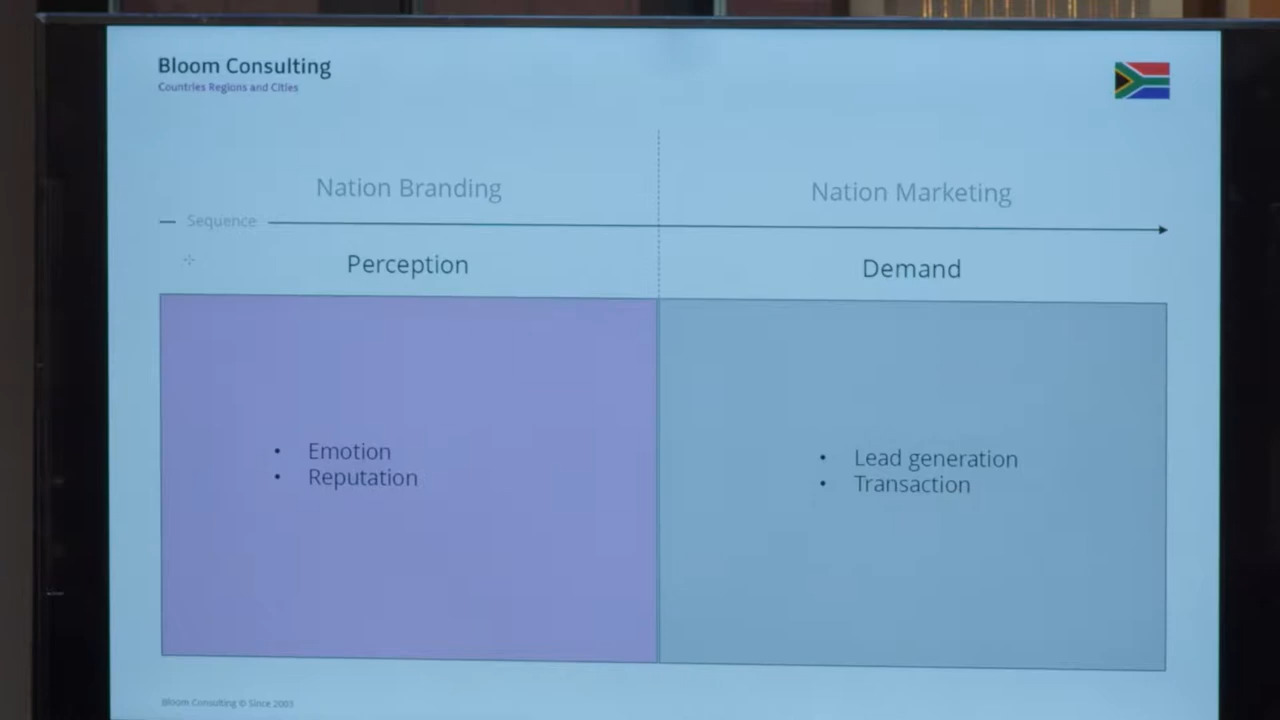 Bloom Consulting
Countries Regions and Cities
Nation Branding
Nation Marketing
Sequence
Perception
Demand
• Emotion
• Reputation
• Lead generation
• Transaction
Bloom Consulting © Since 2003